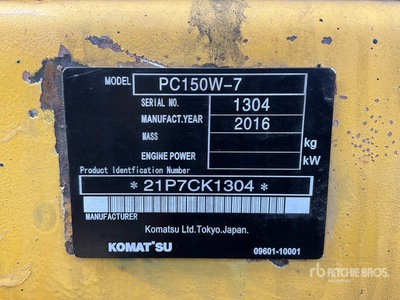 MODEL PC150W-7
SERIAL NO. 1304
MANUFACT.YEAR 2016
MASS kg
ENGINE POWER kW
Product Identfication Number
* 21P7CK1304 *
MANUFACTURER
Komatsu Ltd.Tokyo.Japan.
KOMATSU 09601-10001
rb RITCHIE BROS.